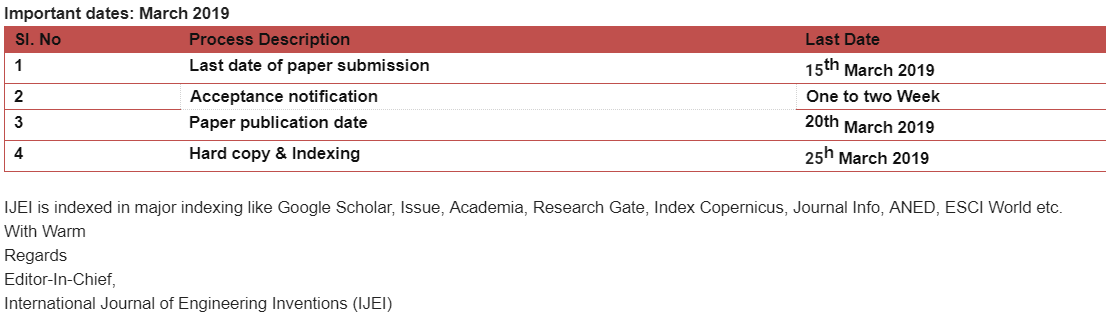 Important dates: March 2019
Sl. No Process Description Last Date
1 Last date of paper submission 15th March 2019
2 Acceptance notification One to two Week
3 Paper publication date 20th March 2019
4 Hard copy & Indexing 25h March 2019
IJEI is indexed in major indexing like Google Scholar, Issue, Academia, Research Gate, Index Copernicus, Journal Info, ANED, ESCI World etc.
With Warm
Regards
Editor-In-Chief,
International Journal of Engineering Inventions (IJEI)